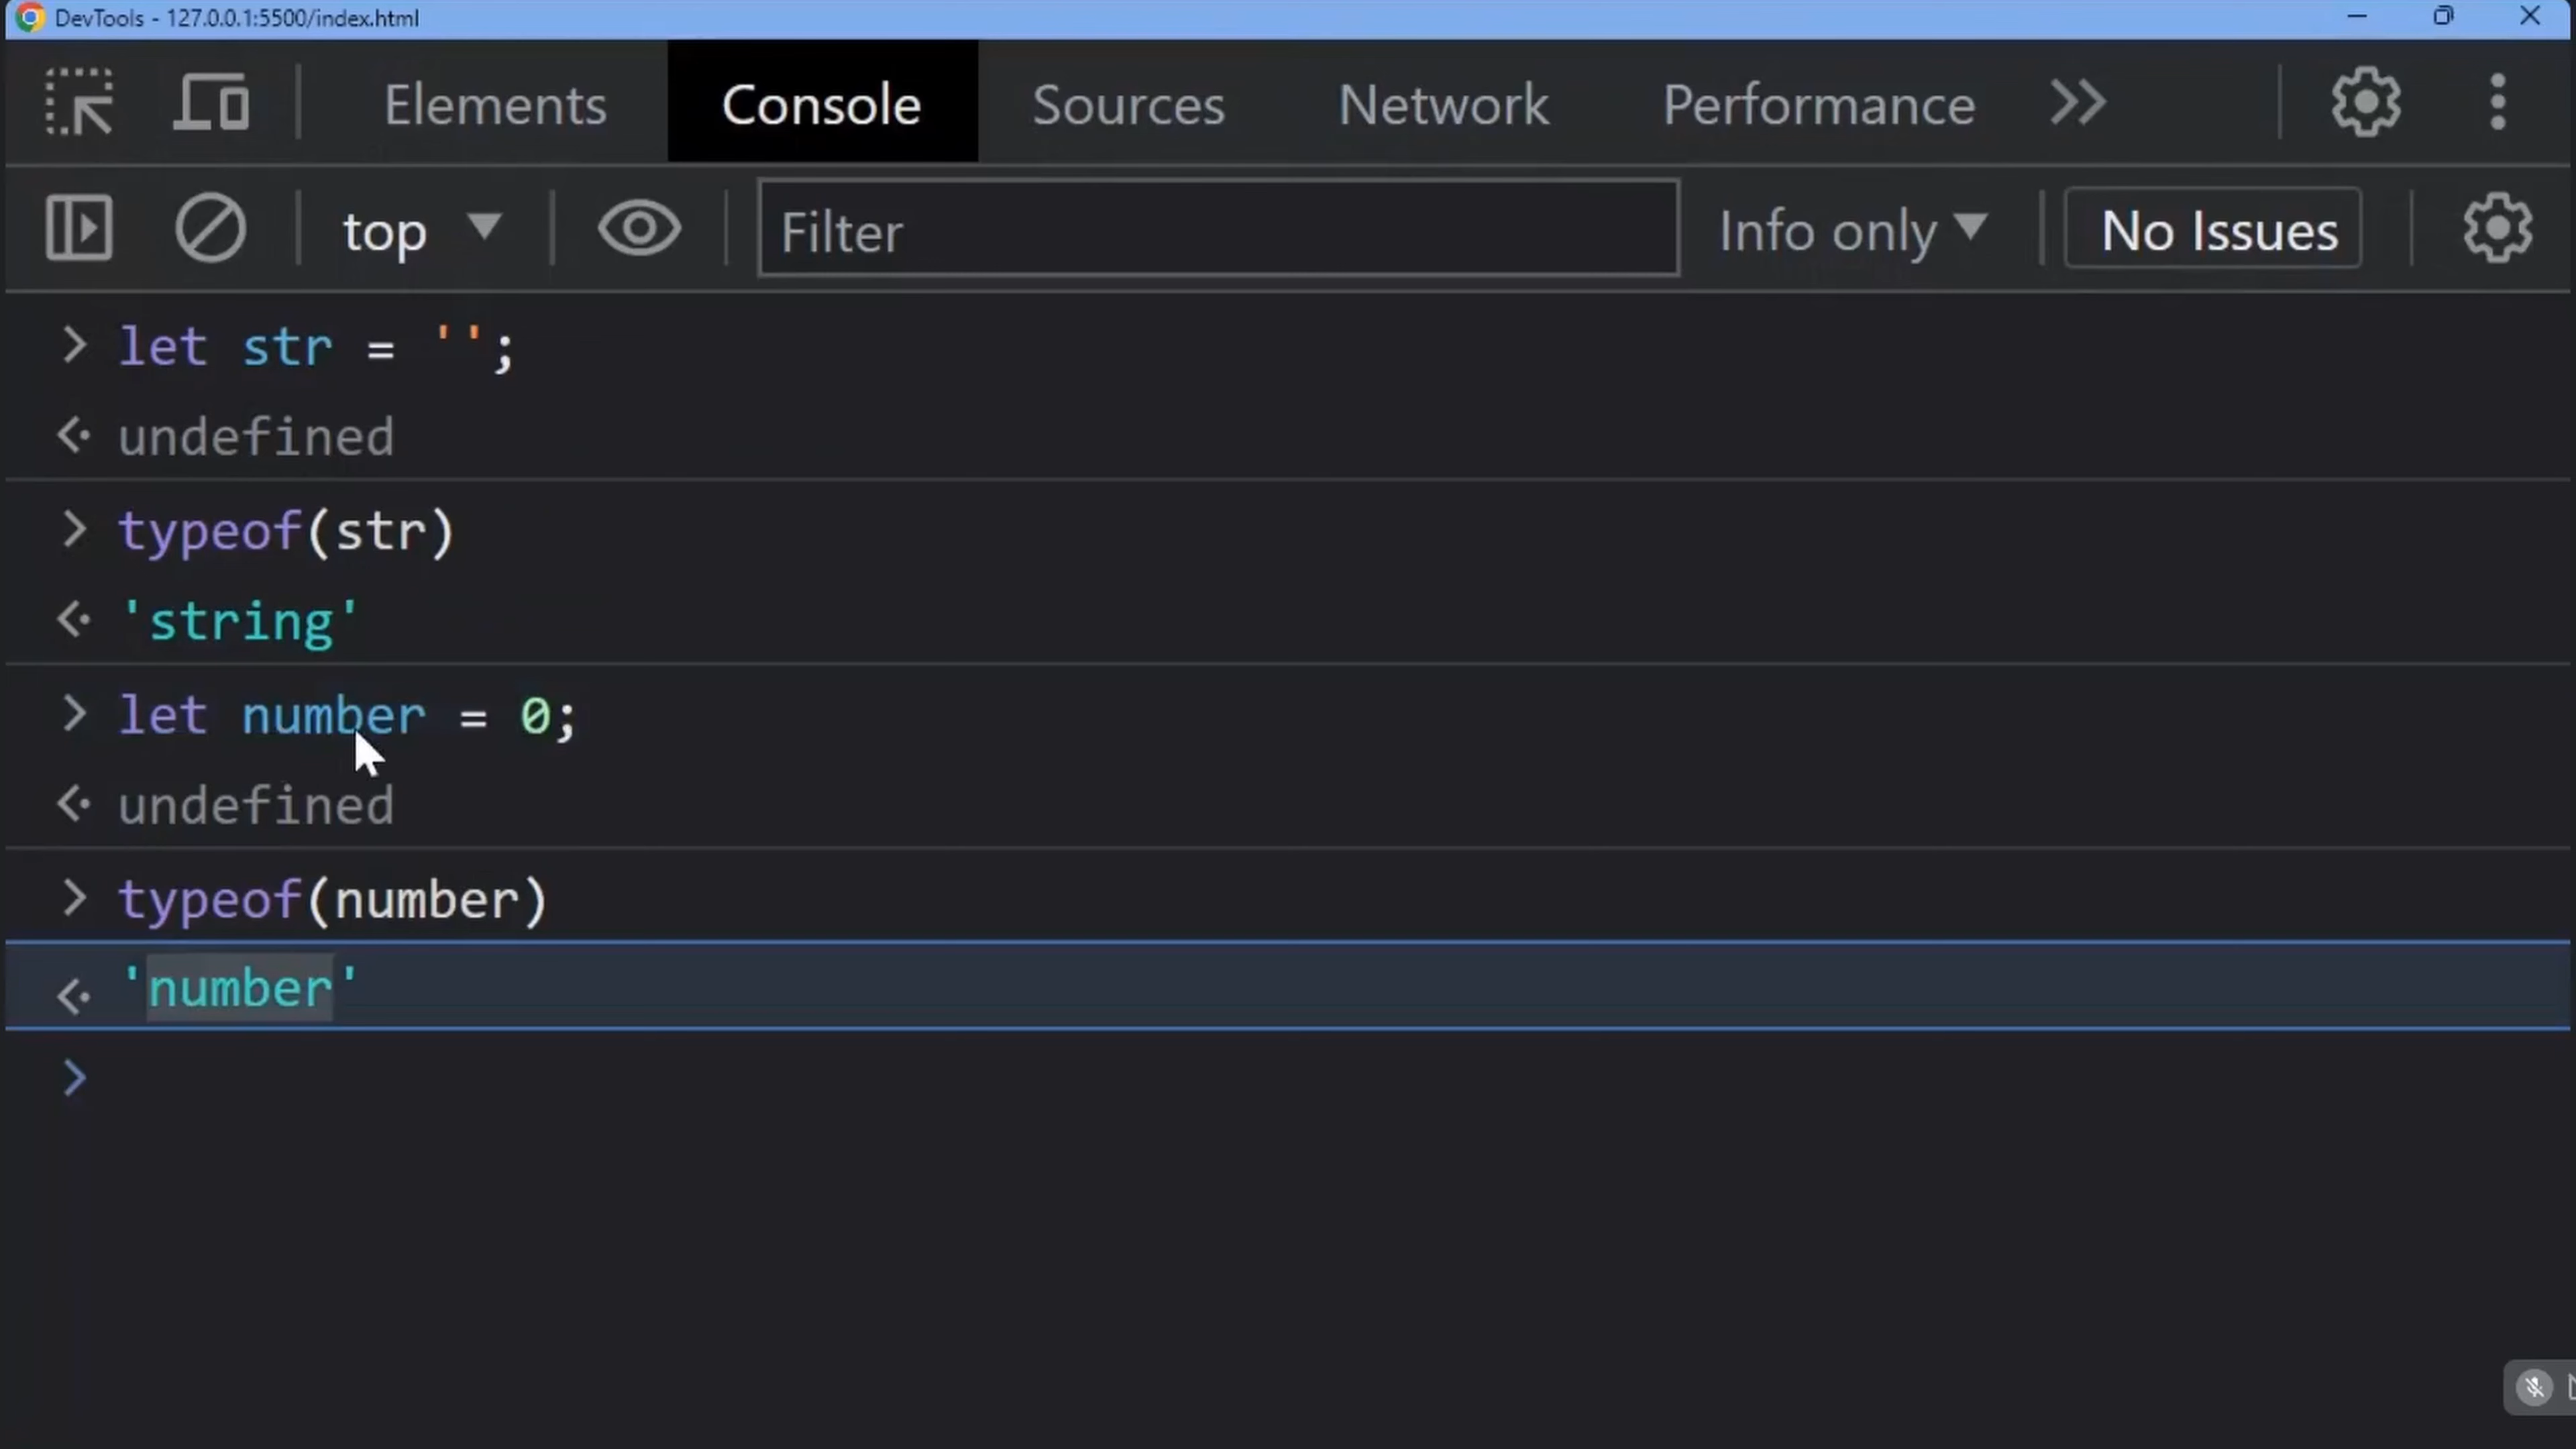 DevTools - 127.0.0.1:5500/index.html
Elements Console Sources Network Performance
top Filter Info only No Issues
> let str = '';
undefined
> typeof(str)
'string'
> let number = 0;
undefined
> typeof(number)
'number'
>